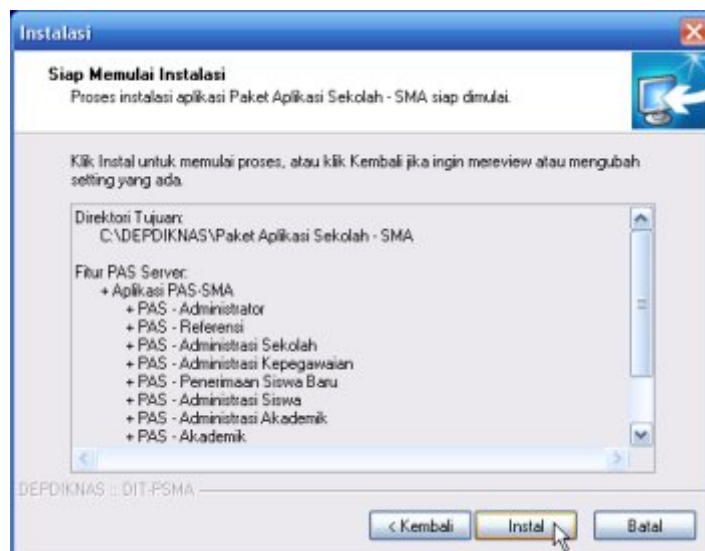 Instalasi
Siap Memulai Instalasi
Proses instalasi aplikasi Paket Aplikasi Sekolah - SMA siap dimulai.
Klik Instal untuk memulai proses, atau klik Kembali jika ingin mereview atau mengubah
setting yang ada.
Direktori Tujuan:
C:\DEPDIKNAS\Paket Aplikasi Sekolah - SMA
Fitur PAS Server:
+ Aplikasi PAS-SMA
+ PAS - Administrator
+ PAS - Referensi
+ PAS - Administrasi Sekolah
+ PAS - Administrasi Kepegawaian
+ PAS - Penerimaan Siswa Baru
+ PAS - Administrasi Siswa
+ PAS - Administrasi Akademik
+ PAS - Akademik
DEPDIKNAS :: DIT-PSMA
< Kembali
Instal
Batal